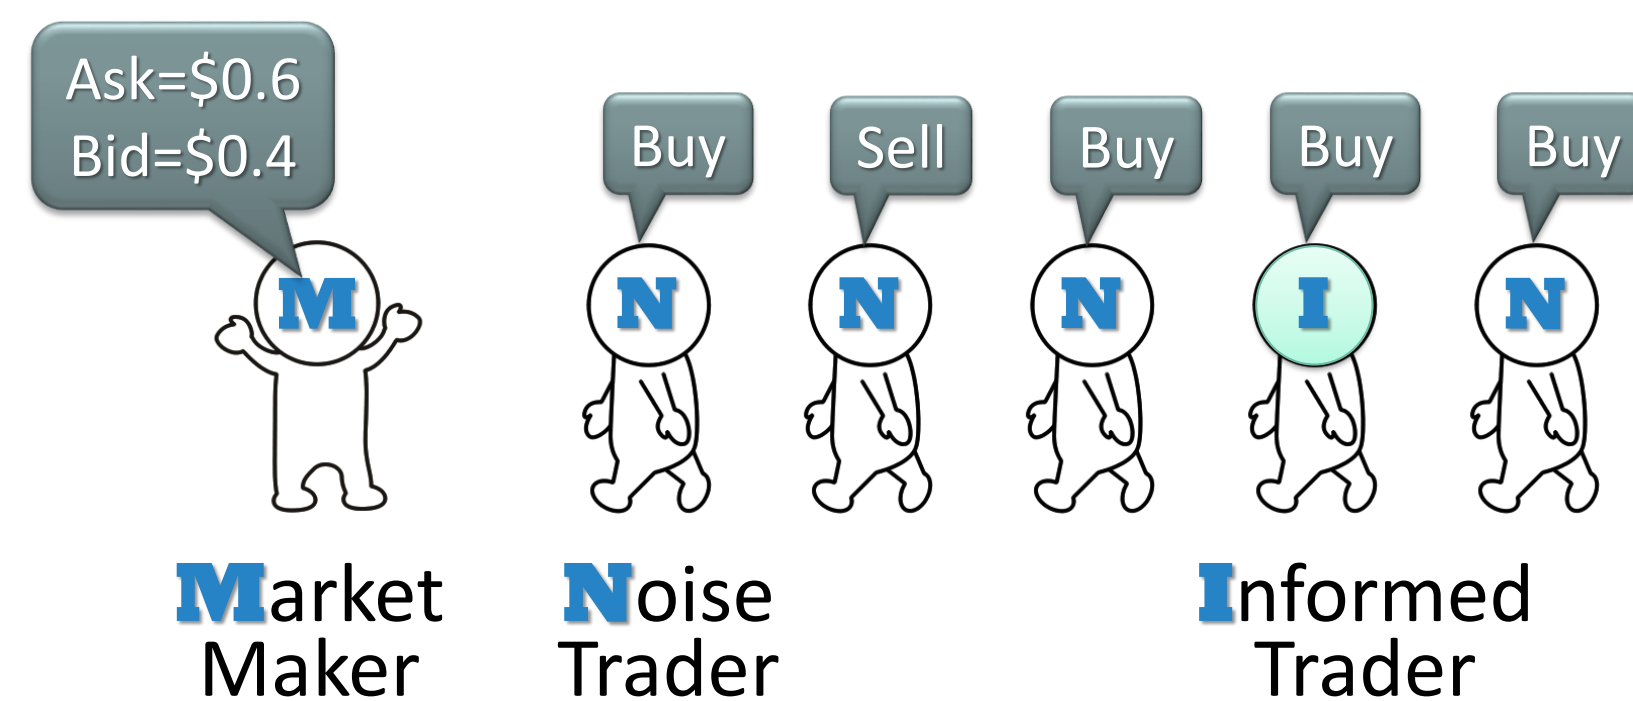 Ask=$0.6
Bid=$0.4
Buy
Sell
Buy
Buy
Buy
M
N
N
N
I
N
Market
Maker
Noise
Trader
Informed
Trader